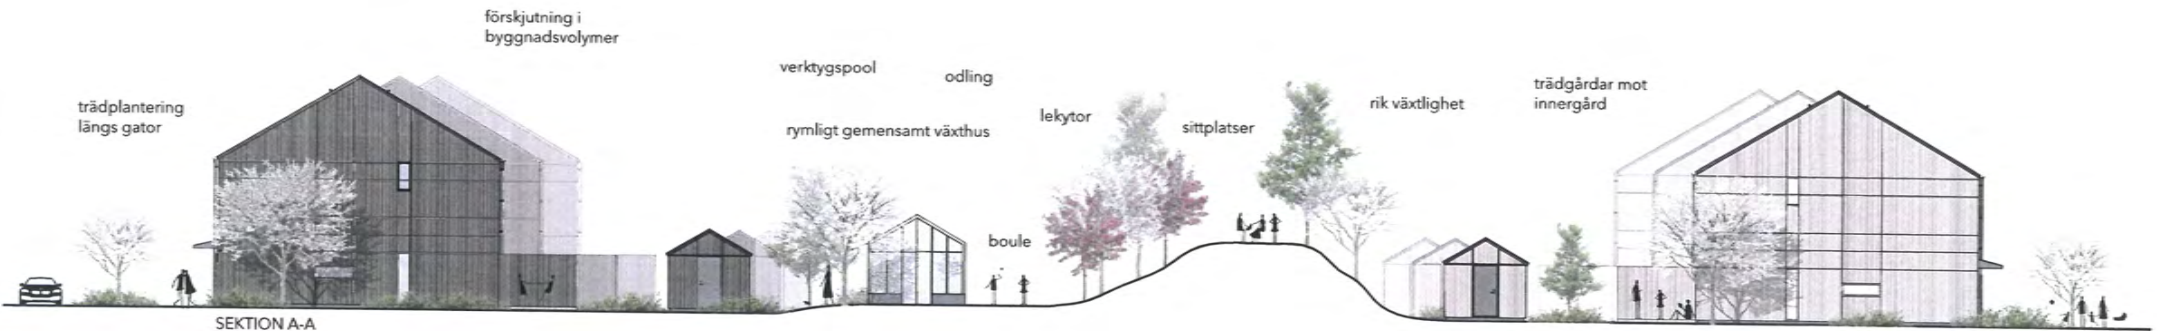 förskjutning i
byggnadsvolymer
trädplantering
längs gator
verktygspool
odling
rymligt gemensamt växthus
lekytor
sittplatser
rik växtlighet
trädgårdar mot
innergård
boule
SEKTION A-A